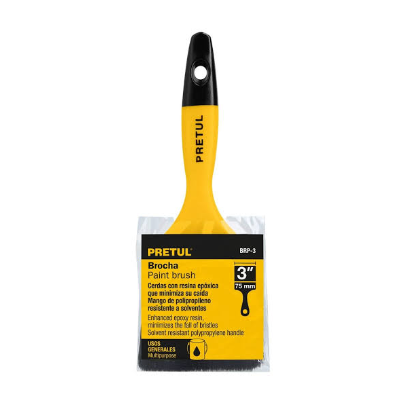 PRETUL
PRETUL
BRP-3
Brocha
Paint brush
3"
75 mm
Cerdas con resina epóxica
que minimiza su caída
Mango de polipropileno
resistente a solventes
Enhanced epoxy resin,
minimizes the fall of bristles
Solvent resistant polypropylene handle
USOS
GENERALES
Multipurpose